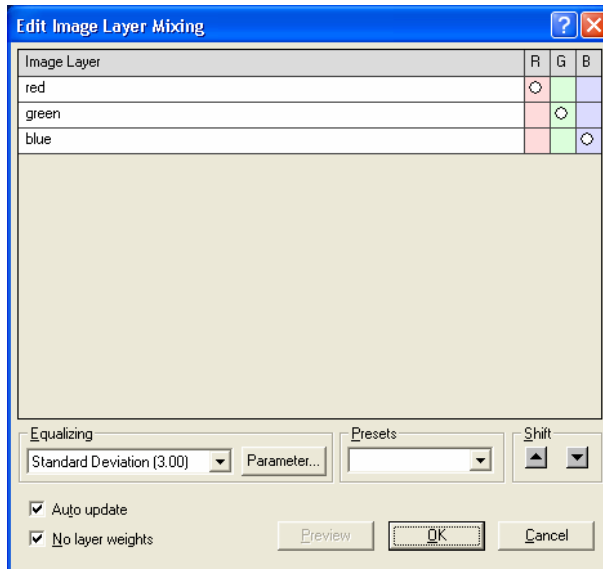 Edit Image Layer Mixing ?
Image Layer R G B
red
green
blue
Equalizing Presets Shift
Standard Deviation (3.00) Parameter...
Auto update
No layer weights Preview OK Cancel